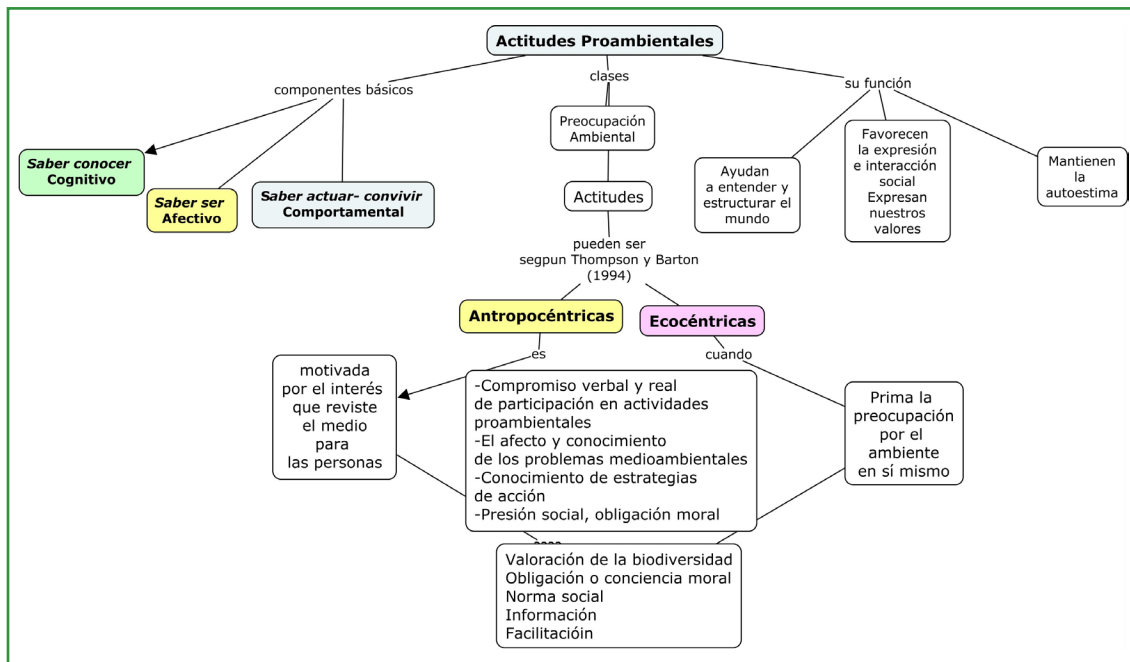 Actitudes Proambientales
componentes básicos
clases
su función
Saber conocer
Cognitivo
Saber ser
Afectivo
Saber actuar- convivir
Comportamental
Preocupación
Ambiental
Actitudes
Ayudan
a entender y
estructurar el
mundo
Favorecen
la expresión
e interacción
social
Expresan
nuestros
valores
Mantienen
la
autoestima
pueden ser
segpun Thompson y Barton
(1994)
Antropocéntricas
Ecocéntricas
es
cuando
motivada
por el interés
que reviste
el medio
para
las personas
-Compromiso verbal y real
de participación en actividades
proambientales
-El afecto y conocimiento
de los problemas medioambientales
-Conocimiento de estrategias
de acción
-Presión social, obligación moral
Prima la
preocupación
por el
ambiente
en sí mismo
Valoración de la biodiversidad
Obligación o conciencia moral
Norma social
Información
Facilitacióin